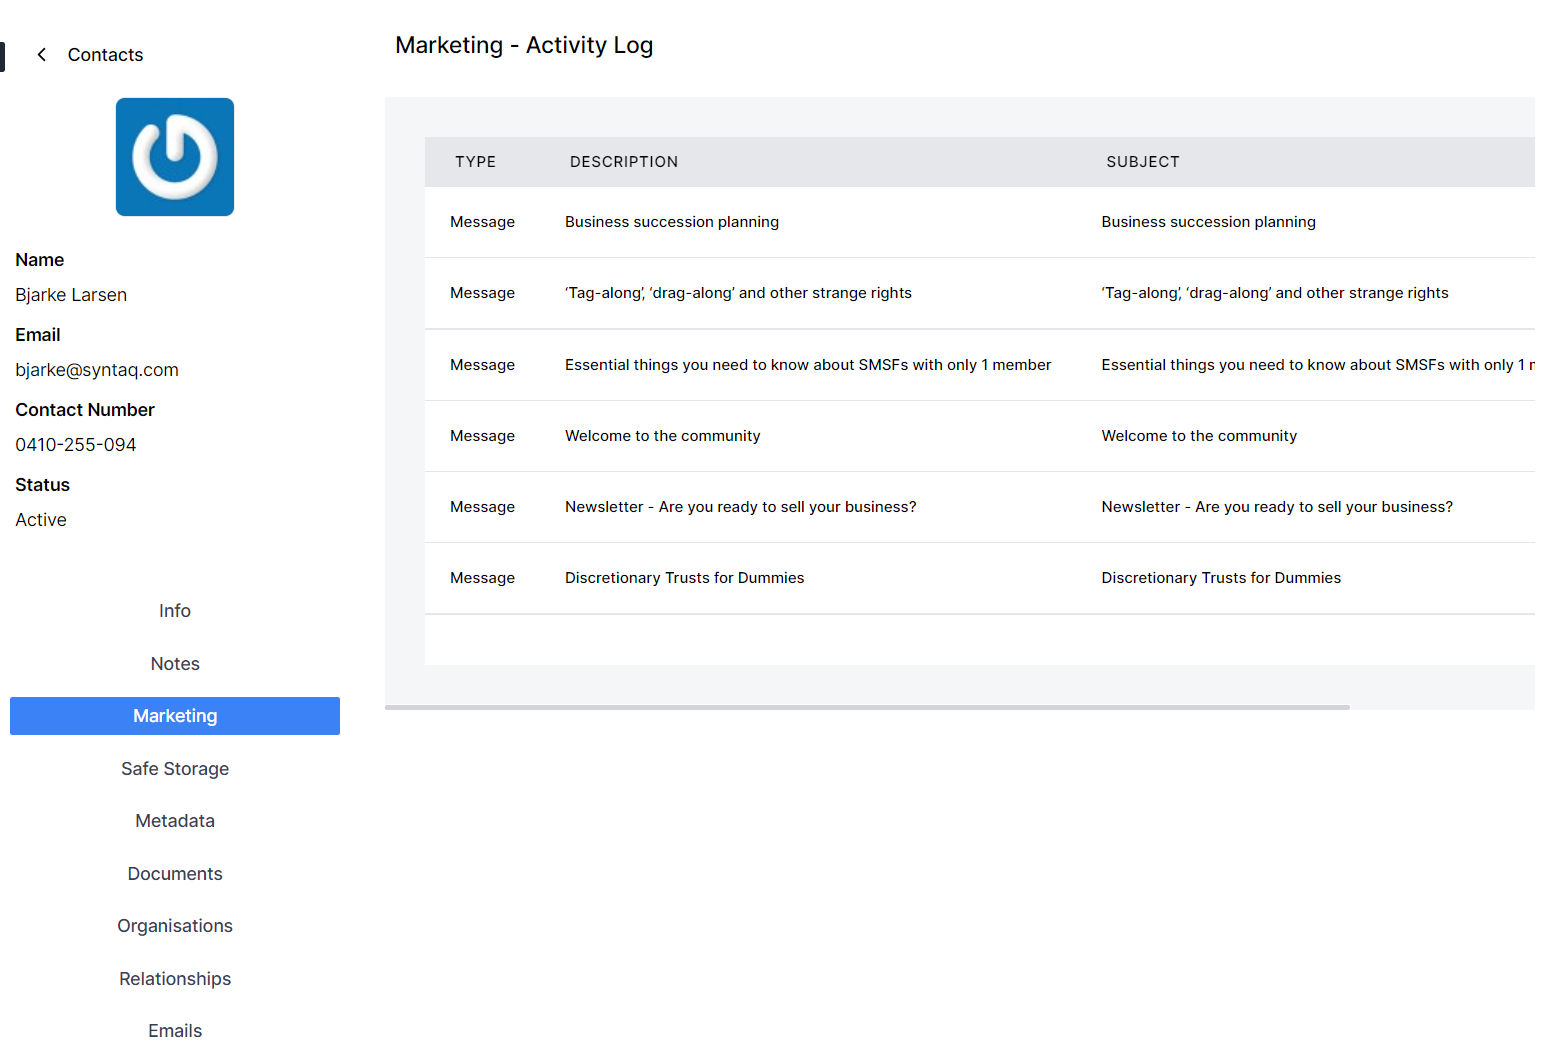 Contacts
Marketing - Activity Log
Name
Bjarke Larsen
Email
bjarke@syntaq.com
Contact Number
0410-255-094
Status
Active
Info
Notes
Marketing
Safe Storage
Metadata
Documents
Organisations
Relationships
Emails
TYPE DESCRIPTION SUBJECT
Message Business succession planning Business succession planning
Message ‘Tag-along’, ‘drag-along’ and other strange rights ‘Tag-along’, ‘drag-along’ and other strange rights
Message Essential things you need to know about SMSFs with only 1 member Essential things you need to know about SMSFs with only 1
Message Welcome to the community Welcome to the community
Message Newsletter - Are you ready to sell your business? Newsletter - Are you ready to sell your business?
Message Discretionary Trusts for Dummies Discretionary Trusts for Dummies